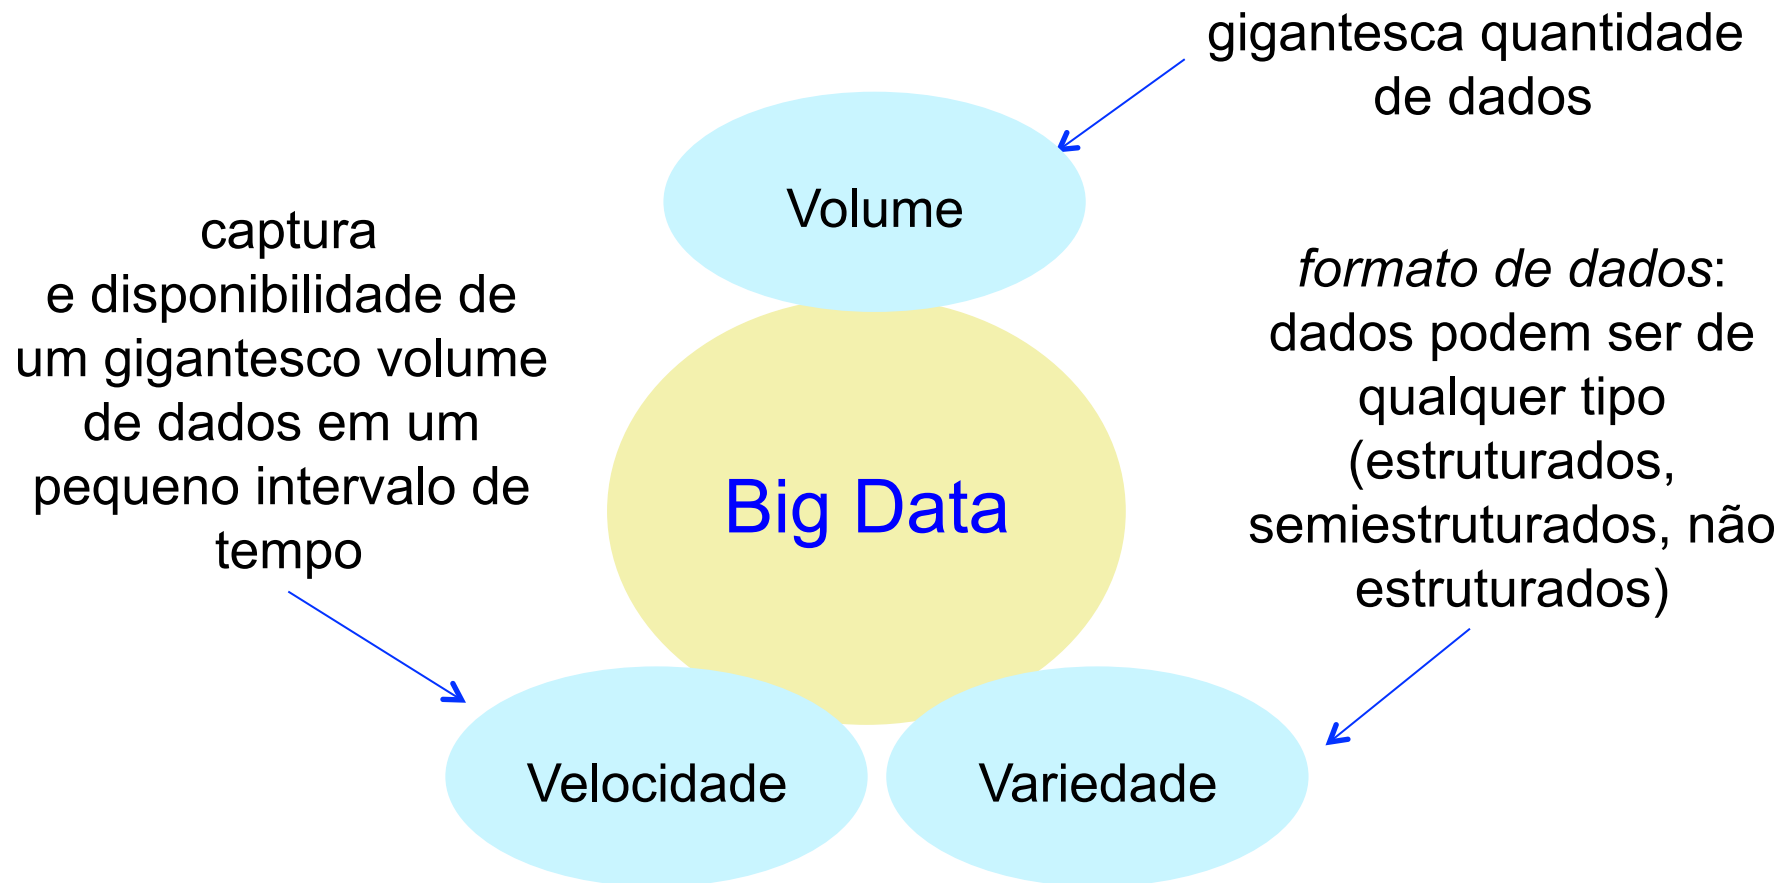 gigantesca quantidade
de dados
Volume
captura
e disponibilidade de
um gigantesco volume
de dados em um
pequeno intervalo de
tempo
formato de dados:
dados podem ser de
qualquer tipo
(estruturados,
semiestruturados, não
estruturados)
Big Data
Velocidade
Variedade